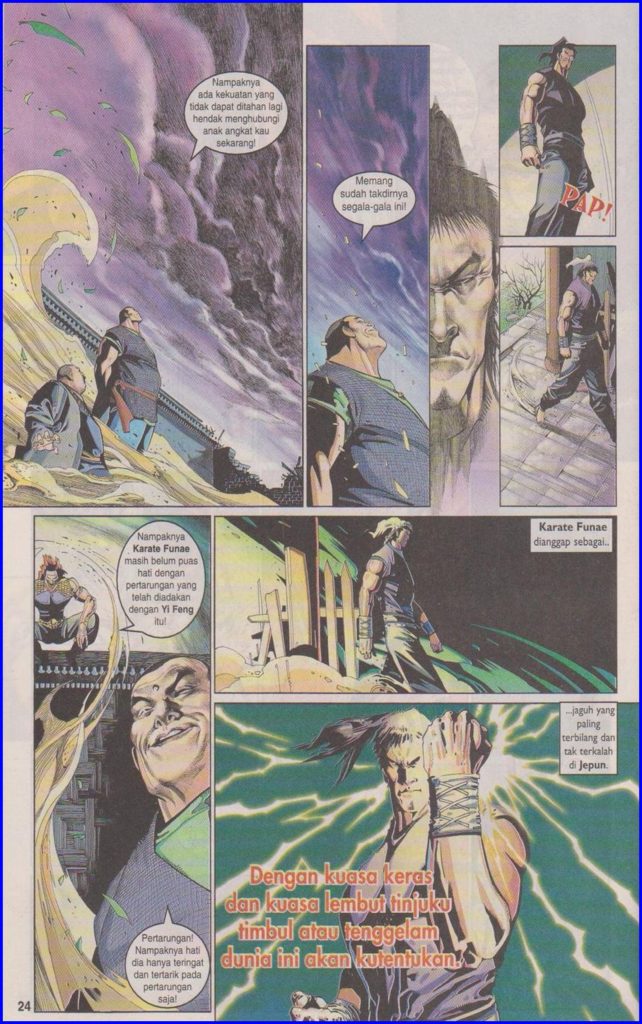 Nampaknya
ada kekuatan yang
tidak dapat ditahan lagi
hendak menghubungi
anak angkat kau
sekarang!
Memang
sudah takdirnya
segala-gala ini!
PAP!
Nampaknya
Karate Funae
masih belum puas
hati dengan
pertarungan yang
telah diadakan
dengan Yi Feng
itu!
Karate Funae
dianggap sebagai..
...jaguh yang
paling
terbilang dan
tak terkalah
di Jepun.
Dengan kuasa keras
dan kuasa lembut tinjuku
timbul atau tenggelam
dunia ini akan kutentukan.
Pertarungan!
Nampaknya hati
dia hanya teringat
dan tertarik pada
pertarungan
saja!
24